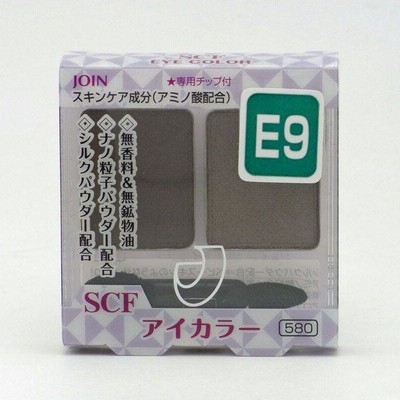 SCF
EYE COLOR
JOIN
★専用チップ付
スキンケア成分(アミノ酸配合)
E9
◇無香料&無鉱物油
◇ナノ粒子パウダー配合
◇シルクパウダー配合
SCF
アイカラー
580